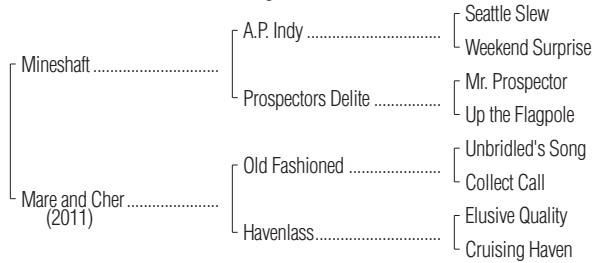 Seattle Slew
A.P. Indy ................................
Weekend Surprise
Mineshaft ..............................
Mr. Prospector
Prospectors Delite ................
Up the Flagpole
Unbridled's Song
Old Fashioned ......................
Collect Call
Mare and Cher ......................
(2011)
Elusive Quality
Havenlass..............................
Cruising Haven